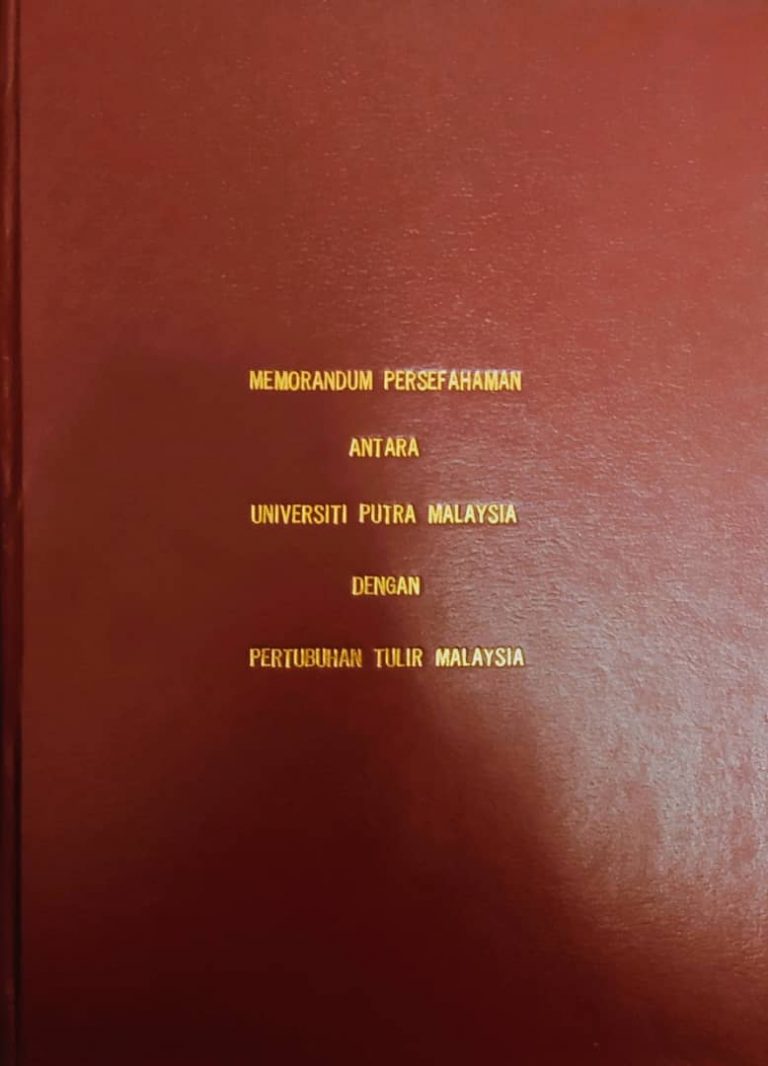 MEMORANDUM PERSEFAHAMAN
ANTARA
UNIVERSITI PUTRA MALAYSIA
DENGAN
PERTUBUHAN TULIR MALAYSIA